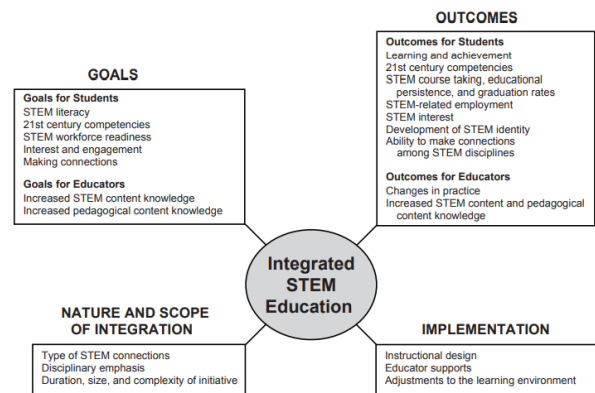 GOALS
Goals for Students
STEM literacy
21st century competencies
STEM workforce readiness
Interest and engagement
Making connections
Goals for Educators
Increased STEM content knowledge
Increased pedagogical content knowledge
OUTCOMES
Outcomes for Students
Learning and achievement
21st century competencies
STEM course taking, educational
persistence, and graduation rates
STEM-related employment
STEM interest
Development of STEM identity
Ability to make connections
among STEM disciplines
Outcomes for Educators
Changes in practice
Increased STEM content and pedagogical
content knowledge
Integrated
STEM
Education
NATURE AND SCOPE
OF INTEGRATION
Type of STEM connections
Disciplinary emphasis
Duration, size, and complexity of initiative
IMPLEMENTATION
Instructional design
Educator supports
Adjustments to the learning environment